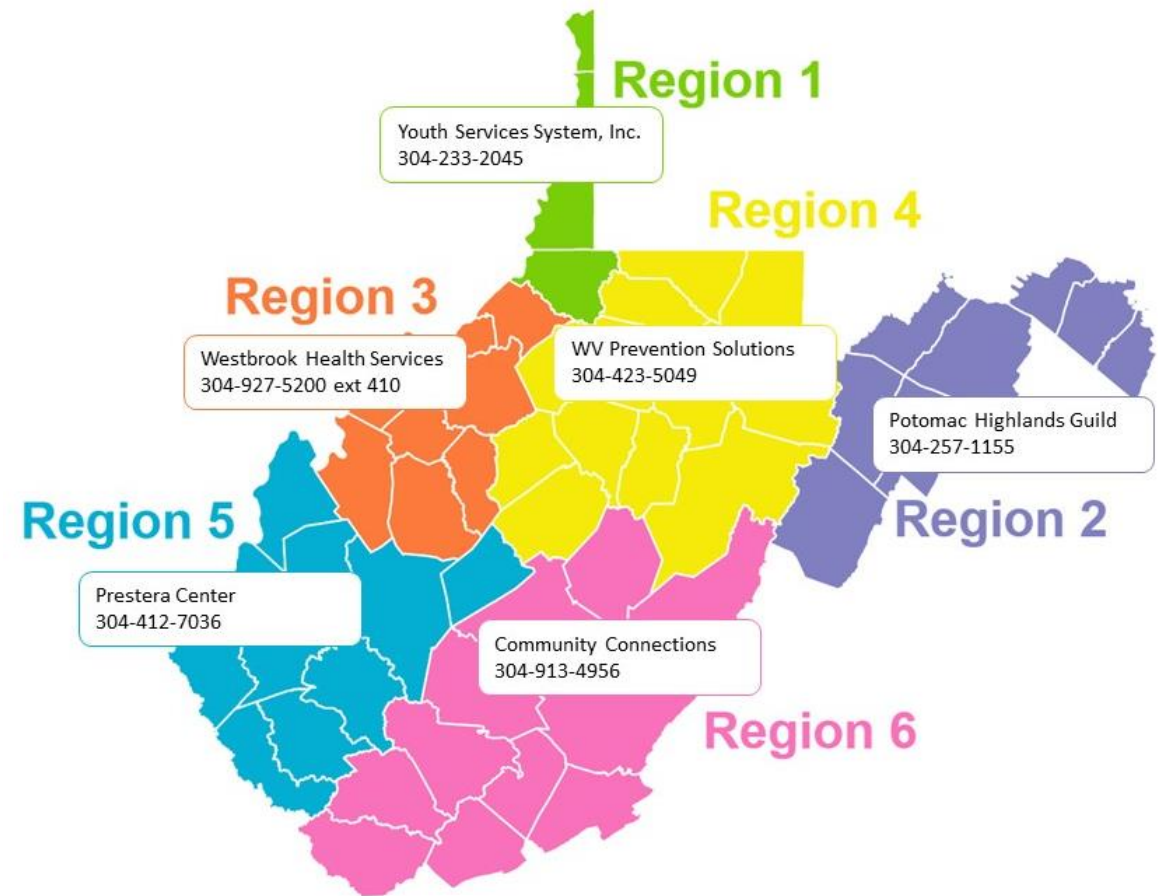 Region 1
Youth Services System, Inc.
304-233-2045
Region 4
Region 3
Westbrook Health Services
304-927-5200 ext 410
WV Prevention Solutions
304-423-5049
Potomac Highlands Guild
304-257-1155
Region 5
Region 2
Prestera Center
304-412-7036
Community Connections
304-913-4956
Region 6